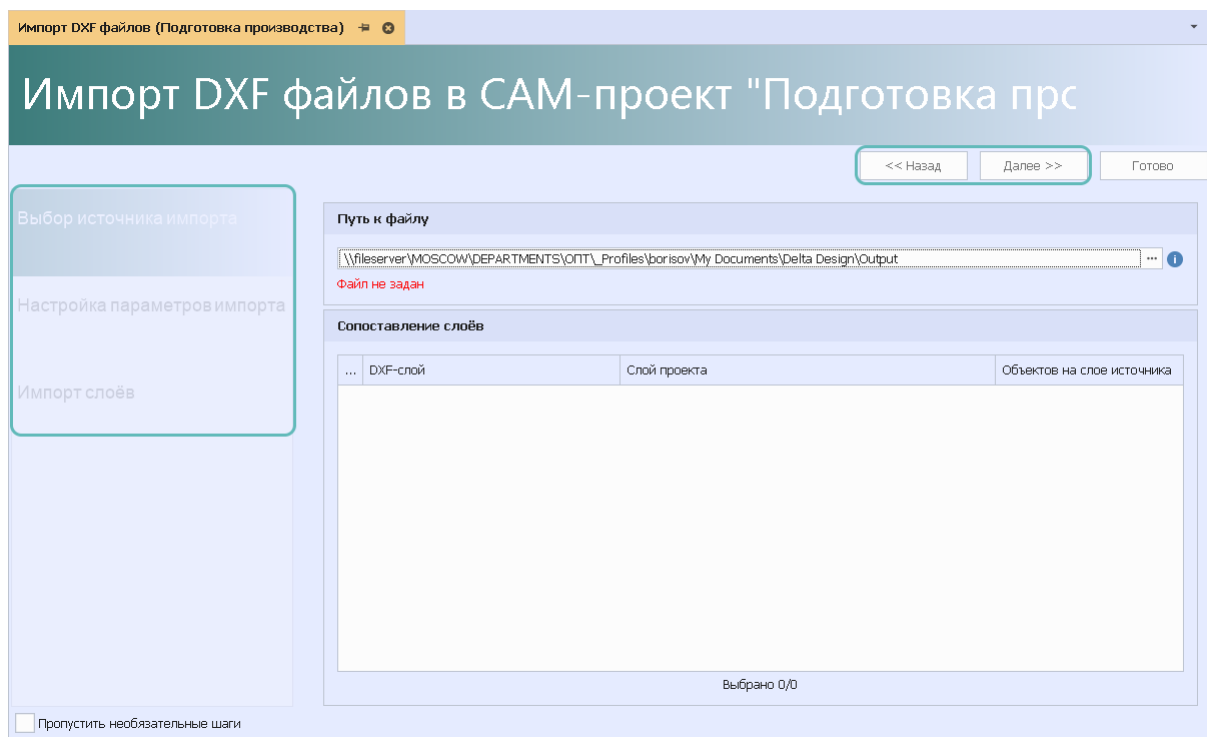 Импорт DXF файлов (Подготовка производства)
Импорт DXF файлов в CAM-проект "Подготовка прс
<< Назад Далее >> Готово
Выбор источника импорта
Настройка параметров импорта
Импорт слоёв
Путь к файлу
\\fileserver\MOSCOW\DEPARTMENTS\ОПТ\_Profiles\borisov\My Documents\Delta Design\Output ...
Файл не задан
Сопоставление слоёв
... DXF-слой Слой проекта Объектов на слое источника
Выбрано 0/0
Пропустить необязательные шаги